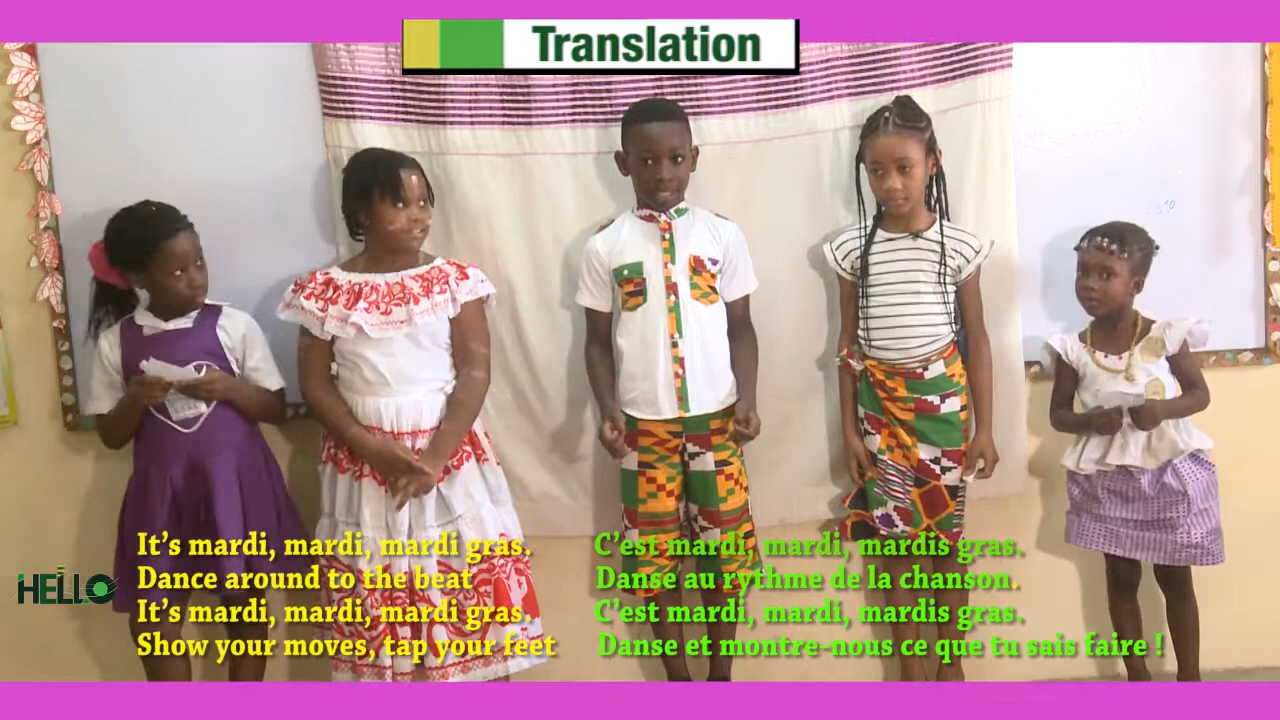 Translation
It's mardi, mardi, mardi gras.
Dance around to the beat
It's mardi, mardi, mardi gras.
Show your moves, tap your feet
C'est mardi, mardi, mardis gras.
Danse au rythme de la chanson.
C'est mardi, mardi, mardis gras.
Danse et montre-nous ce que tu sais faire !
HELLO